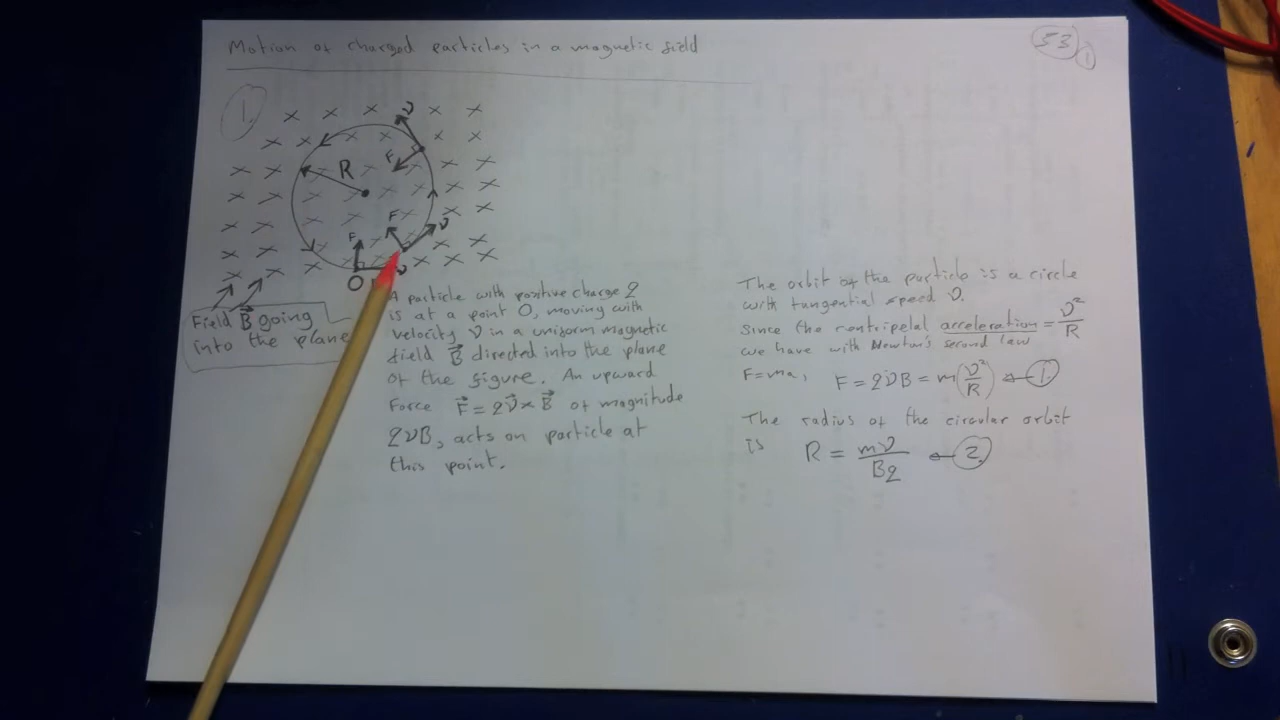 Motion of charged particles in a magnetic field
53
1
1.
R
v
F
F
v
F
v
O
Field B⃗ going
into the plane
A particle with positive charge q
is at a point O, moving with
velocity v in a uniform magnetic
field B⃗ directed into the plane
of the figure. An upward
Force F⃗ = qv⃗ × B⃗ of magnitude
qvB, acts on particle at
this point.
The orbit of the particle is a circle
with tangential speed v.
Since the centripetal acceleration = v²/R
we have with Newton's second law
F=ma, F = qvB = m(v²/R) ← 1
The radius of the circular orbit
is R = mv/Bq ← 2.